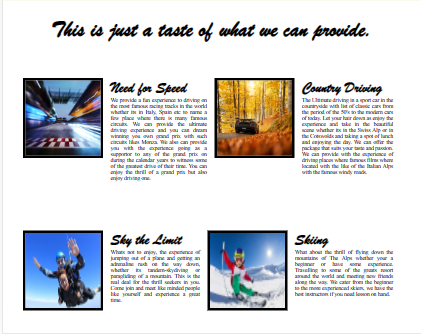 This is just a taste of what we can provide.
Need for Speed
We provide a fun experience to driving on
the most famous racing tracks in the world
whether its in Italy, Spain etc to name a
few place where there is many famous
circuits. We can provide the ultimate
driving experience and you can dream
winning you own grand prix with such
circuits likes Monza. We also can provide
you with the experience going as a
supporter to any of the grand prix on
during the calendar years to witness some
of the greatest drive of their time. You can
enjoy the thrill of a grand prix but also
enjoy driving one.
Country Driving
The Ultimate driving in a sport car in the
countryside with list of classic cars from
the period of the 50's to the modern cars
of today. Let your hair down as enjoy the
experience and take in the beautiful
scene whether its in the Swiss Alp or in
the Cotswolds and taking a spot of lunch
and enjoying the day. We can offer the
package that suits your taste and passion.
We can provide with the experience of
driving places where famous films where
located with the like of the Italian Alps
with the famous windy roads.
Sky the Limit
Whats not to enjoy, the experience of
jumping out of a plane and getting an
adrenaline rush on the way down,
whether its tandem-skydiving or
paragliding of a mountain. This is the
real deal for the thrill seekers in you.
Come join and meet like minded people
like yourself and experience a great
time.
Skiing
What about the thrill of flying down the
mountains of The Alps whether your a
beginner or have some experience.
Travelling to some of the greats resort
around the world and meeting new friends
along the way. We cater from the beginner
to the more experienced skiers, we have the
best instructors if you need lesson on hand.